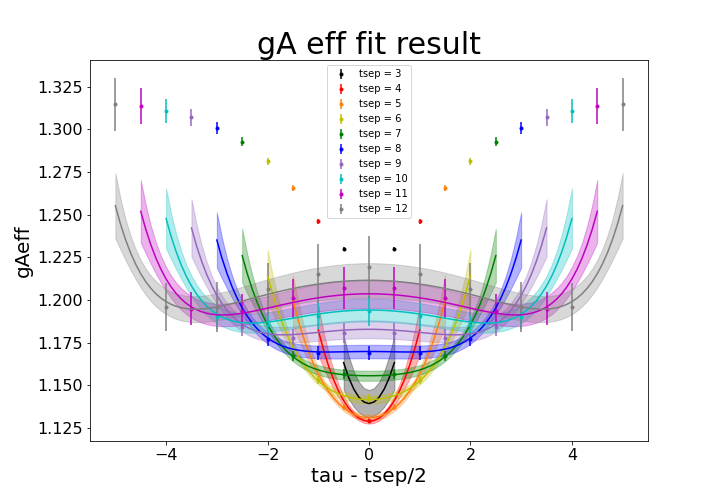 gA eff fit result
gAeff
1.325
1.300
1.275
1.250
1.225
1.200
1.175
1.150
1.125
tsep = 3
tsep = 4
tsep = 5
tsep = 6
tsep = 7
tsep = 8
tsep = 9
tsep = 10
tsep = 11
tsep = 12
−4 −2 0 2 4
tau - tsep/2